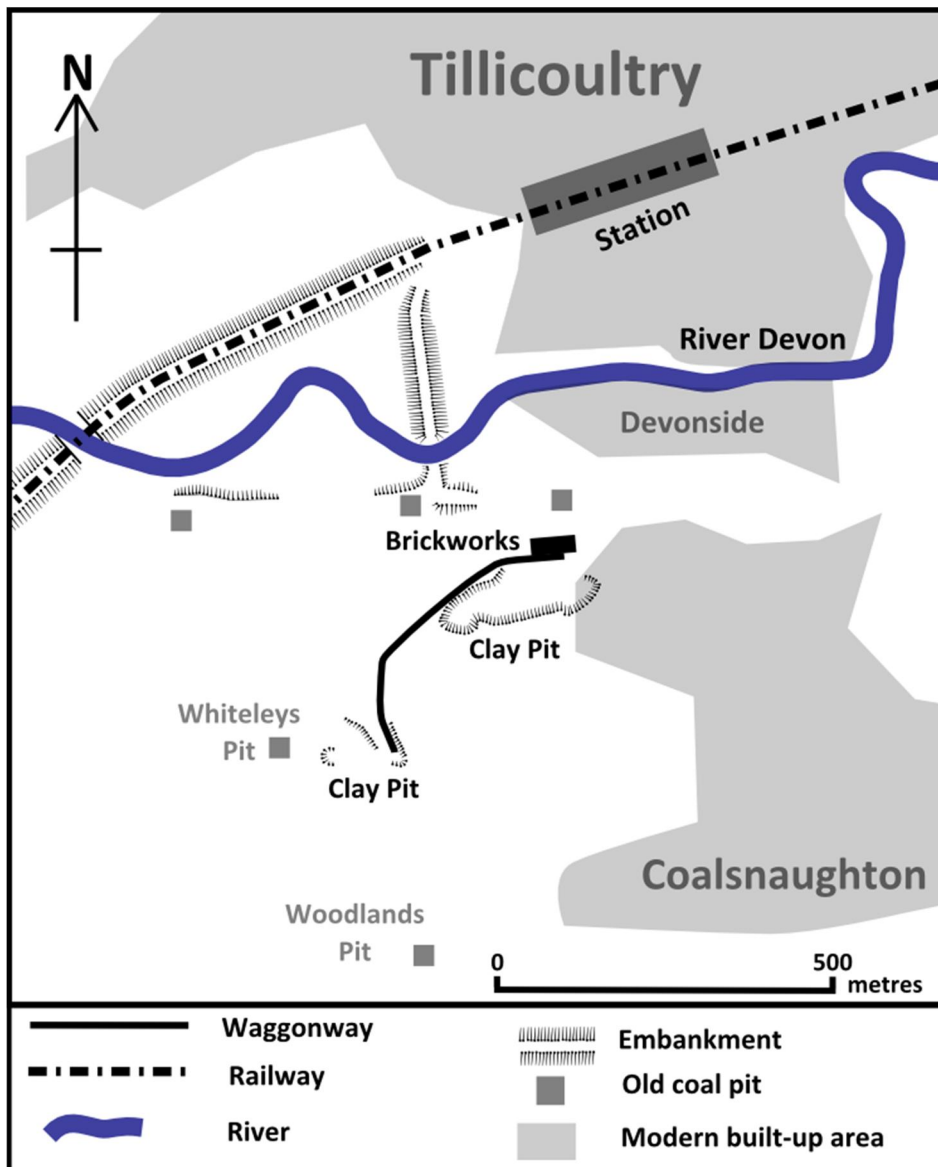 Tillicoultry
N
Station
River Devon
Devonside
Brickworks
Clay Pit
Whiteleys
Pit
Clay Pit
Coalsnaughton
Woodlands
Pit
0 500
metres
Waggonway
Embankment
Railway
Old coal pit
River
Modern built-up area